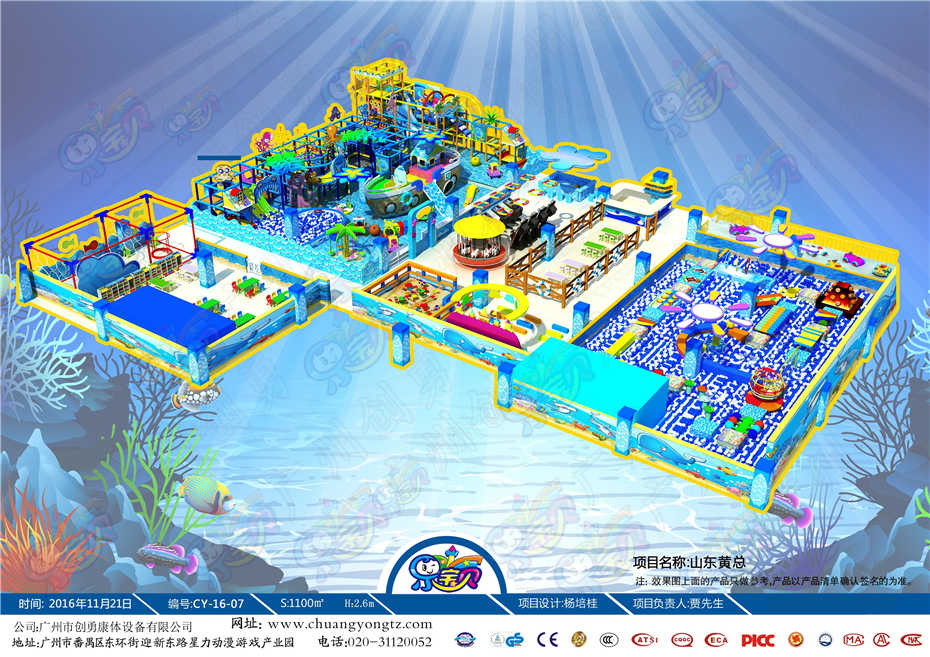 项目名称:山东黄总
注: 效果图上面的产品只做参考,产品以产品清单确认签名的为准。
乐宝贝
时间: 2016年11月21日 编号:CY-16-07 S:1100㎡ H:2.6m 项目设计:杨培桂 项目负责人:贾先生
公司:广州市创勇康体设备有限公司 网址: www.chuangyongtz.com
地址:广州市番禺区东环街迎新东路星力动漫游戏产业园 电话:020-31120052
CE CCC ATSI CQGC ECA PICC MA